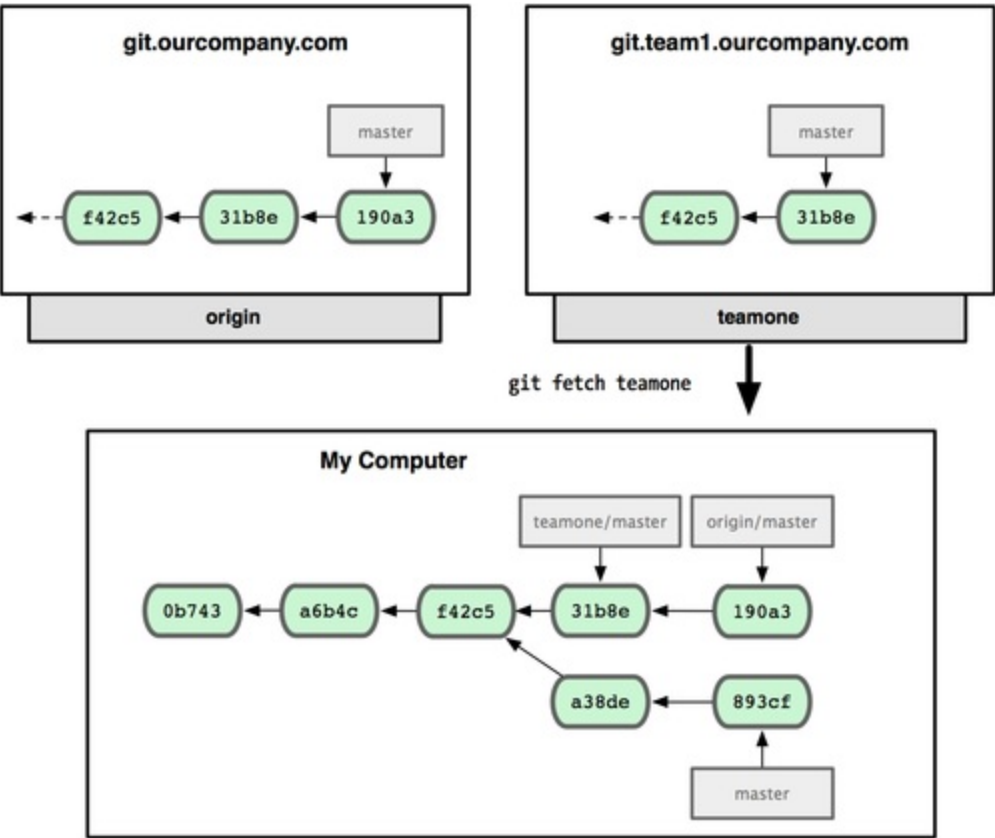 git.ourcompany.com
master
f42c5 31b8e 190a3
origin
git.team1.ourcompany.com
master
f42c5 31b8e
teamone
git fetch teamone
My Computer
teamone/master origin/master
0b743 a6b4c f42c5 31b8e 190a3
a38de 893cf
master